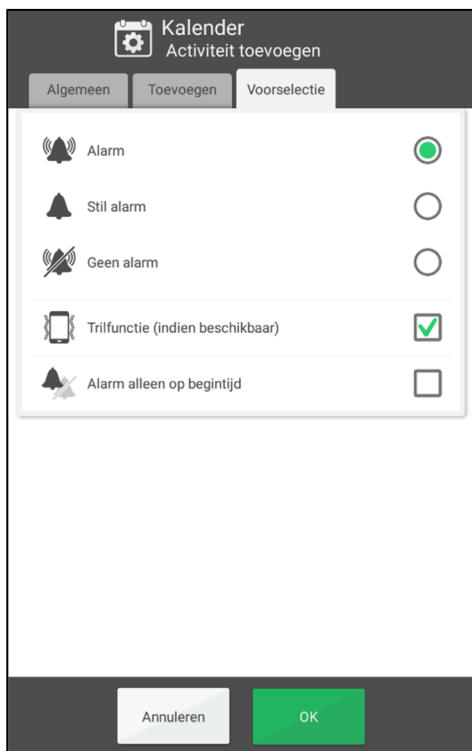 Kalender
Activiteit toevoegen
Algemeen Toevoegen Voorselectie
Alarm
Stil alarm
Geen alarm
Trilfunctie (indien beschikbaar)
Alarm alleen op begintijd
Annuleren OK